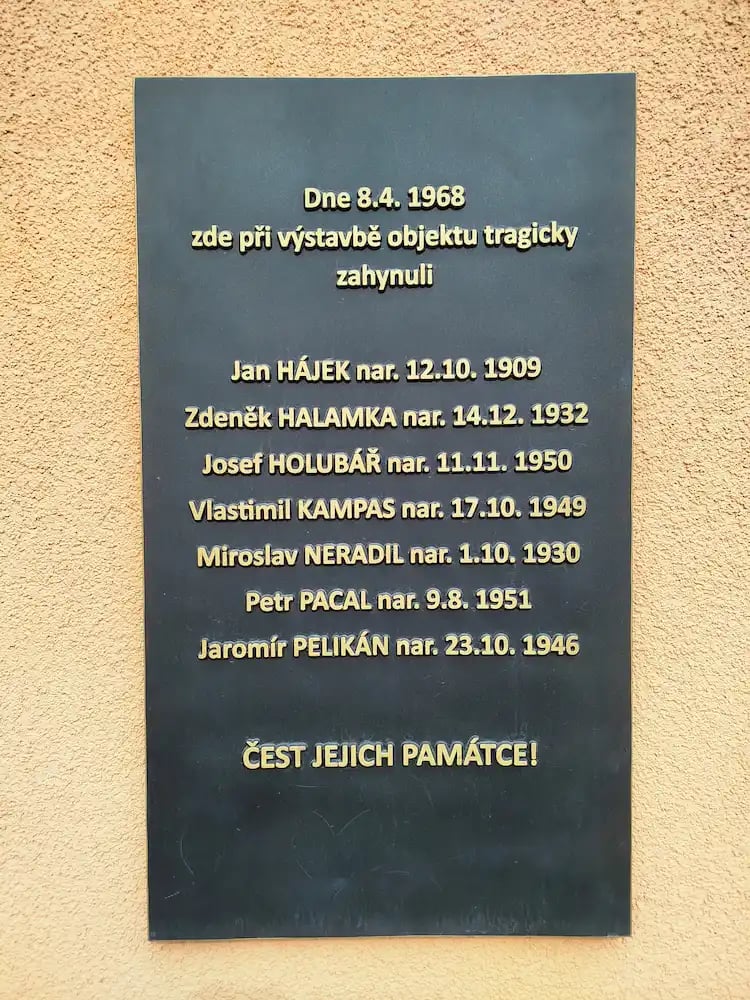 Dne 8.4. 1968
zde při výstavbě objektu tragicky
zahynuli
Jan HÁJEK nar. 12.10. 1909
Zdeněk HALAMKA nar. 14.12. 1932
Josef HOLUBÁŘ nar. 11.11. 1950
Vlastimil KAMPAS nar. 17.10. 1949
Miroslav NERADIL nar. 1.10. 1930
Petr PACAL nar. 9.8. 1951
Jaromír PELIKÁN nar. 23.10. 1946
ČEST JEJICH PAMÁTCE!